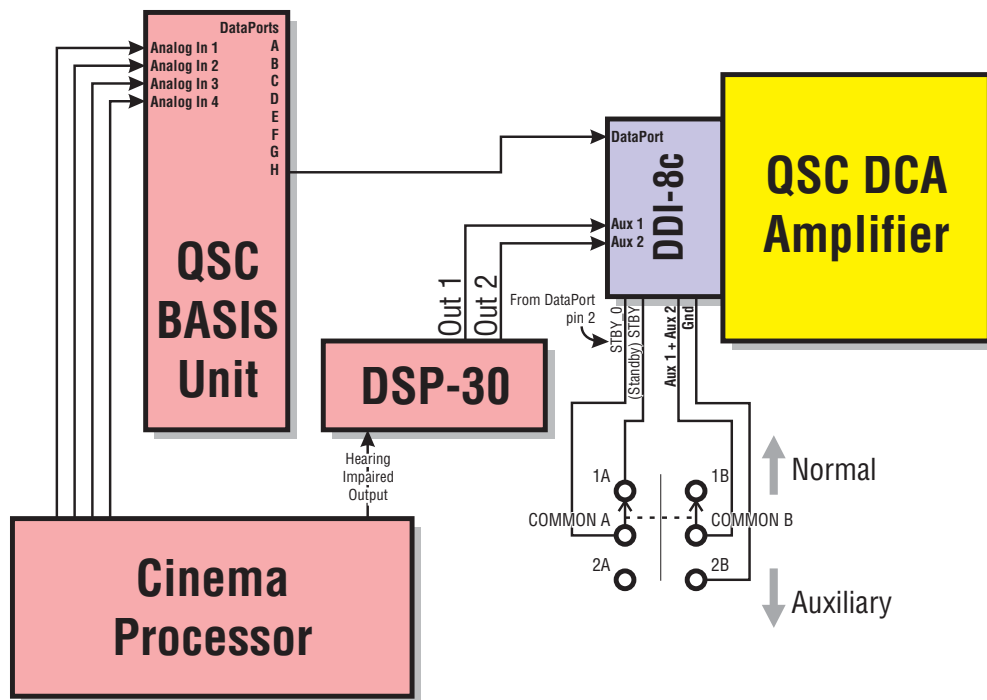 DataPorts
Analog In 1
Analog In 2
Analog In 3
Analog In 4
A
B
C
D
E
F
G
H
QSC
BASIS
Unit
DataPort
Aux 1
Aux 2
DDI-8c
QSC DCA
Amplifier
Out 1
Out 2
DSP-30
From DataPort
pin 2
STBY_0
(Standby) STBY
Aux 1 + Aux 2
Gnd
Hearing
Impaired
Output
1A
1B
COMMON A
COMMON B
2A
2B
Normal
Auxiliary
Cinema
Processor